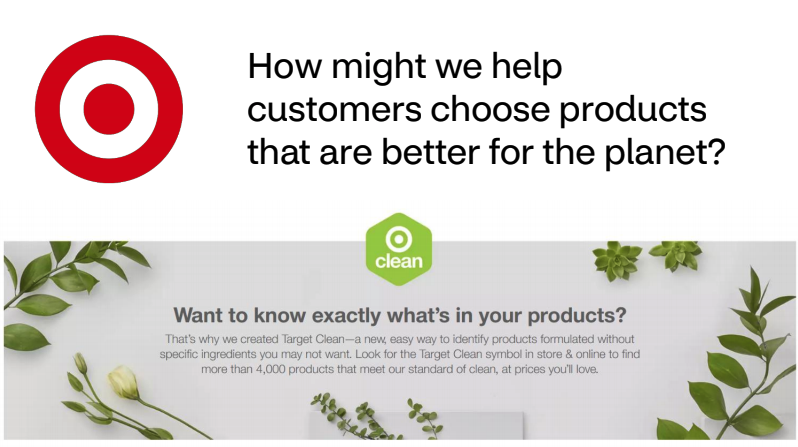 How might we help
customers choose products
that are better for the planet?
clean
Want to know exactly what's in your products?
That's why we created Target Clean—a new, easy way to identify products formulated without
specific ingredients you may not want. Look for the Target Clean symbol in store & online to find
more than 4,000 products that meet our standard of clean, at prices you'll love.